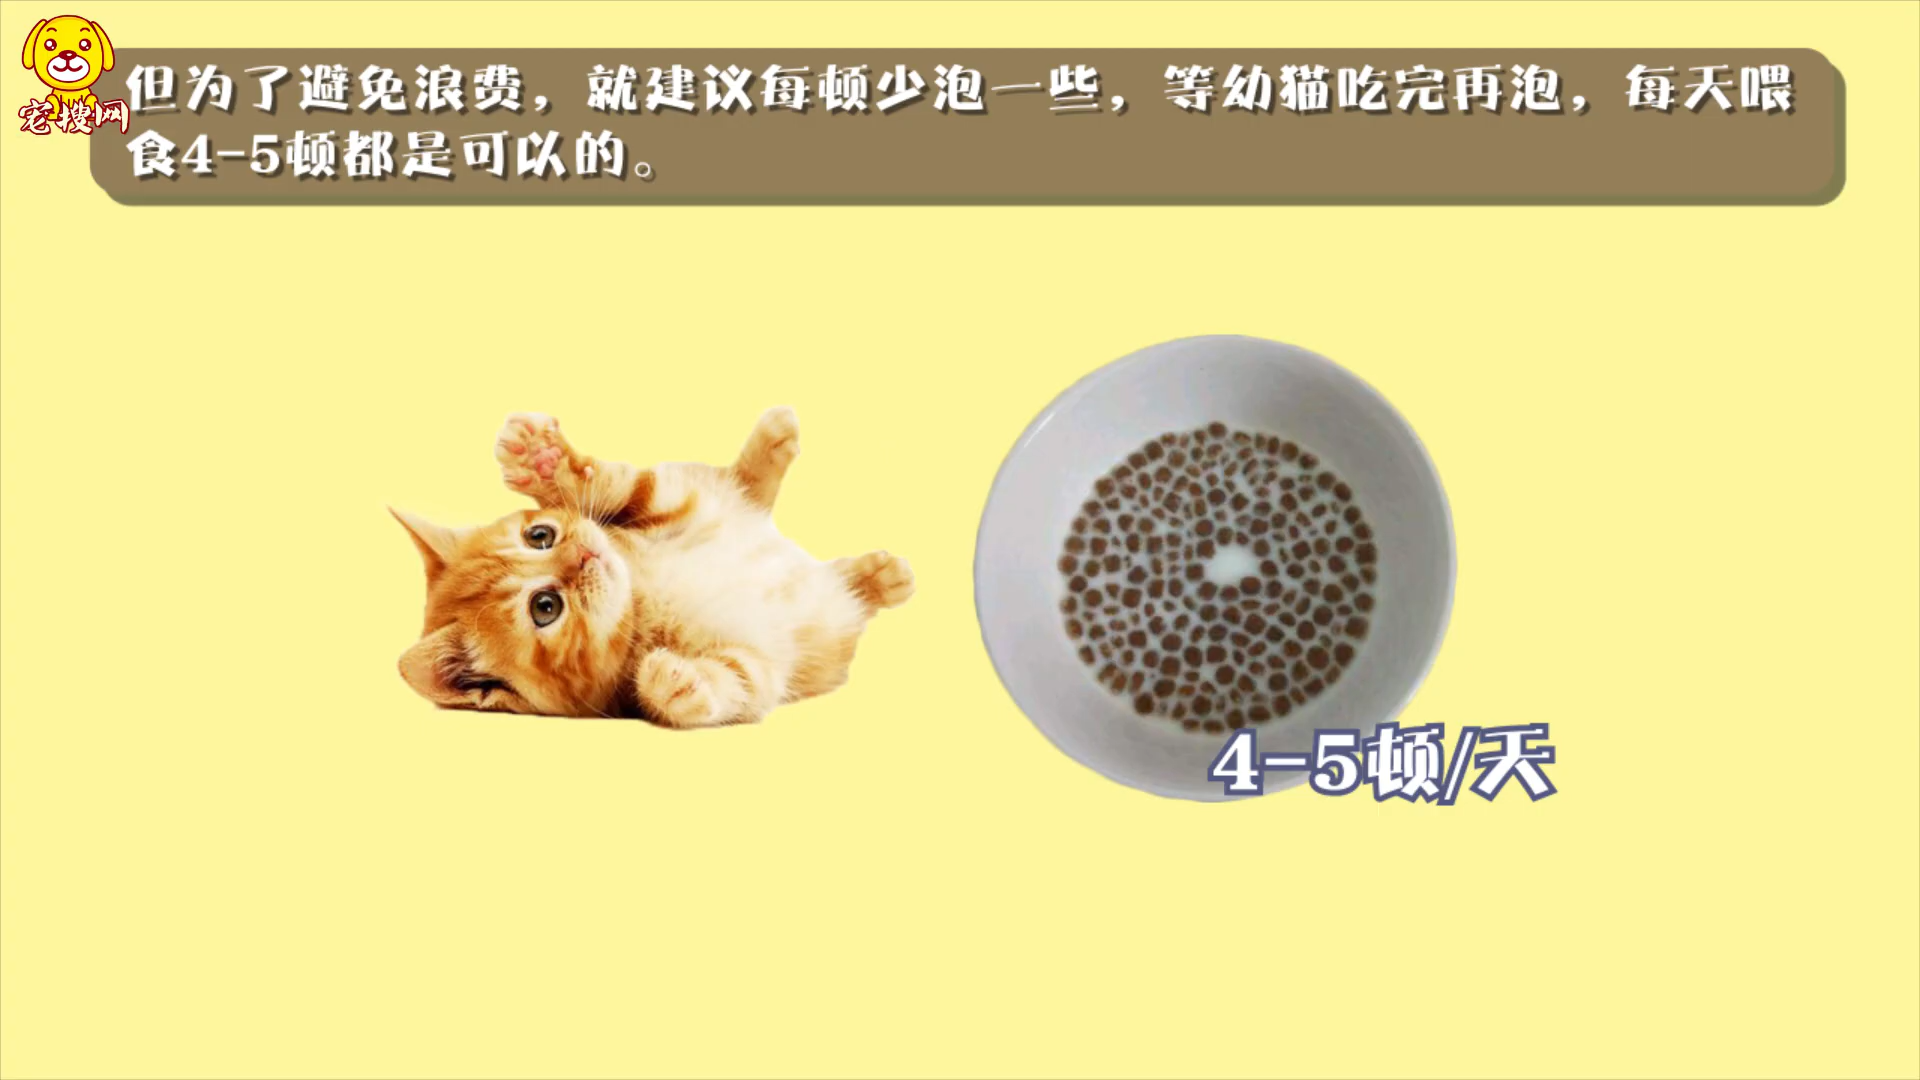 宠搜网
但为了避免浪费，就建议每顿少泡一些，等幼猫吃完再泡，每天喂
食4-5顿都是可以的。
4-5顿/天